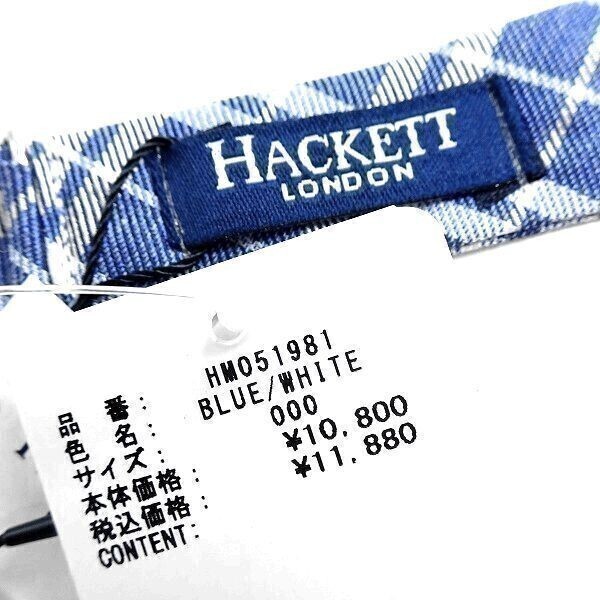 HACKETT
LONDON
品番: HM051981
色名: BLUE/WHITE
サイズ: 000
本体価格: ¥10,800
税込価格: ¥11,880
CONTENT: